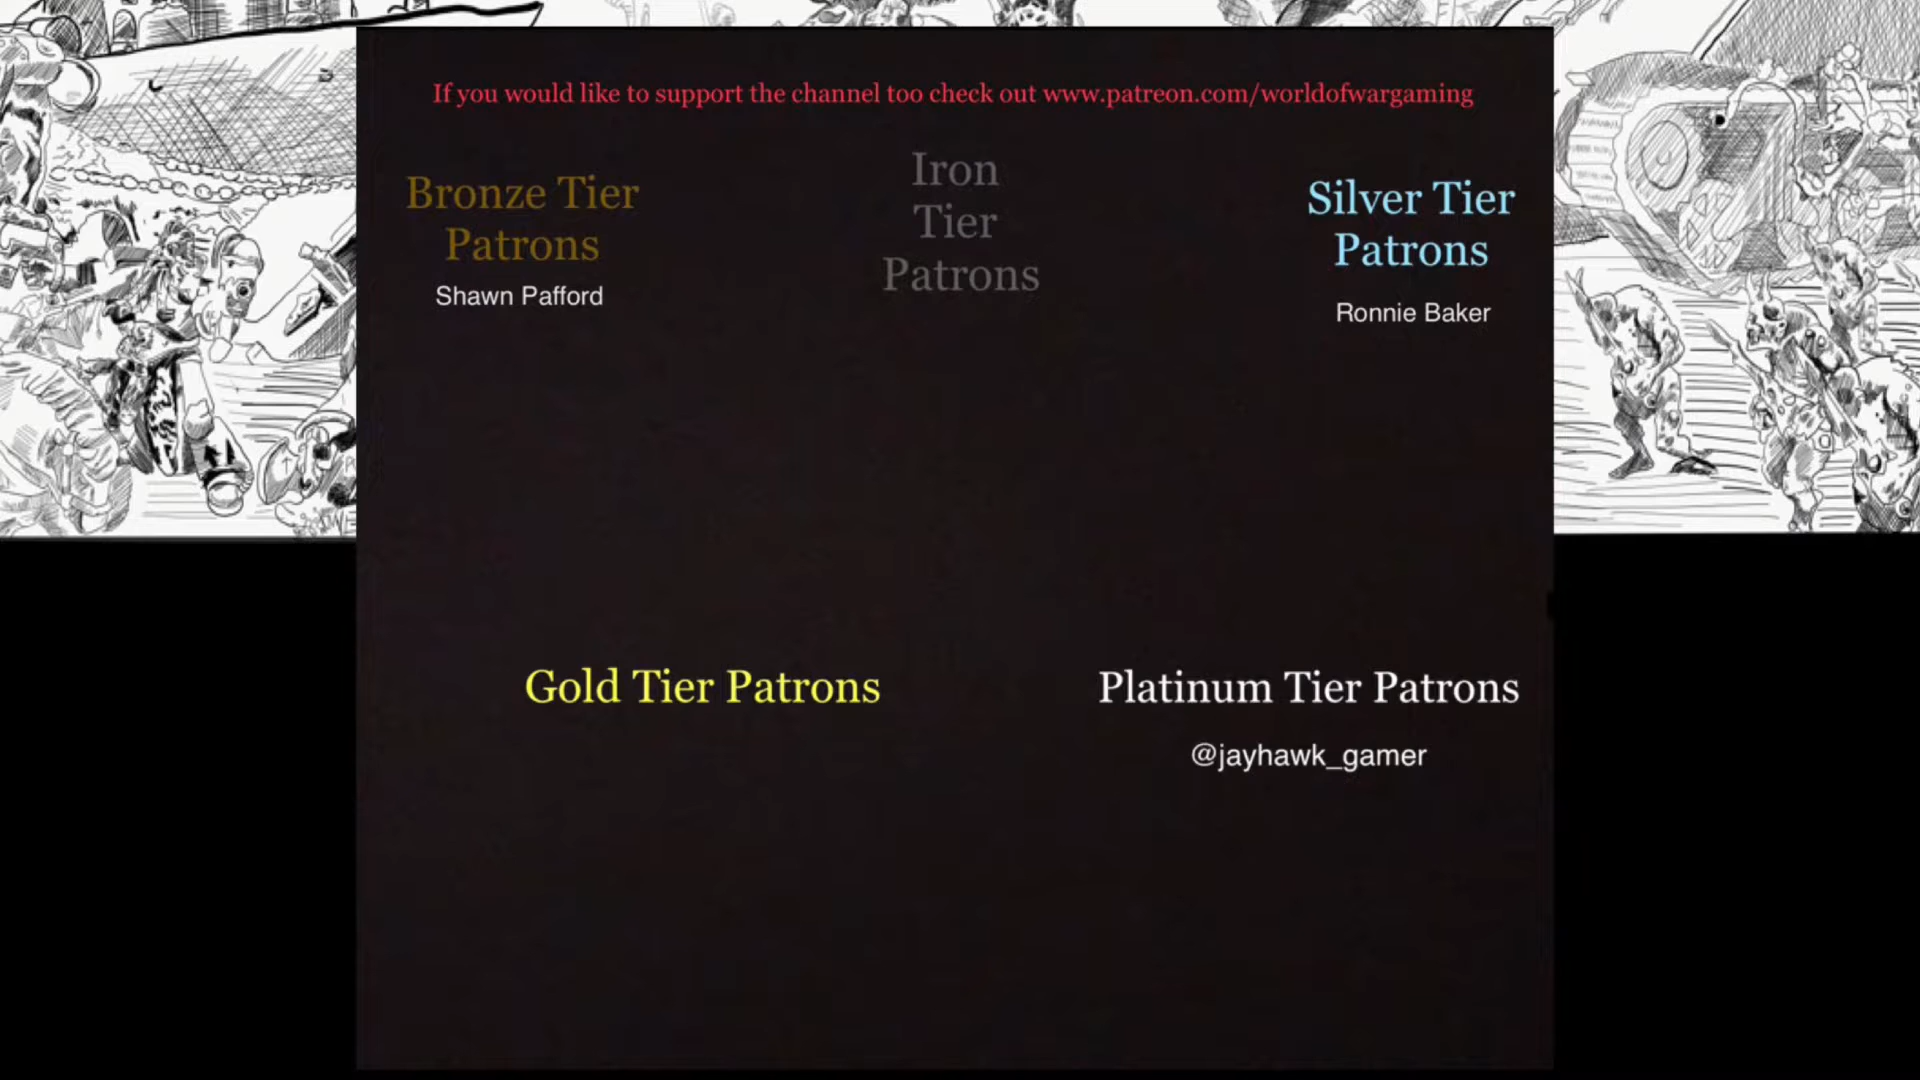 If you would like to support the channel too check out www.patreon.com/worldofwargaming
Bronze Tier
Patrons
Shawn Pafford
Iron
Tier
Patrons
Silver Tier
Patrons
Ronnie Baker
Gold Tier Patrons
Platinum Tier Patrons
@jayhawk_gamer